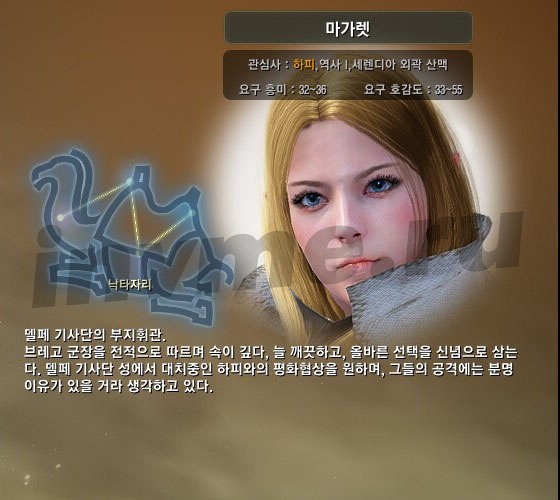 마가렛
관심사 : 하피,역사 I,세렌디아 외곽 산맥
요구 흥미 : 32~36 요구 호감도 : 33~55
낙타자리
델페 기사단의 부지휘관.
브레고 군장을 전적으로 따르며 속이 깊다, 늘 깨끗하고, 올바른 선택을 신념으로 삼는
다. 델페 기사단 성에서 대치중인 하피와의 평화협상을 원하며, 그들의 공격에는 분명
이유가 있을 거라 생각하고 있다.